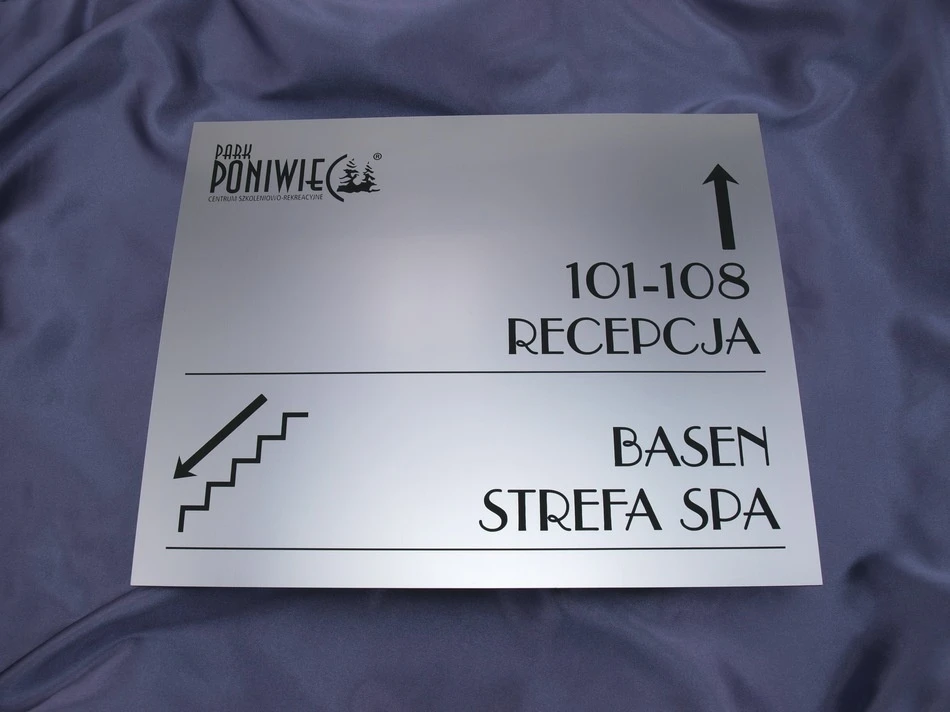 PARK
PONIWIEC®
CENTRUM SZKOLENIOWO-REKREACYJNE
101-108
RECEPCJA
BASEN
STREFA SPA